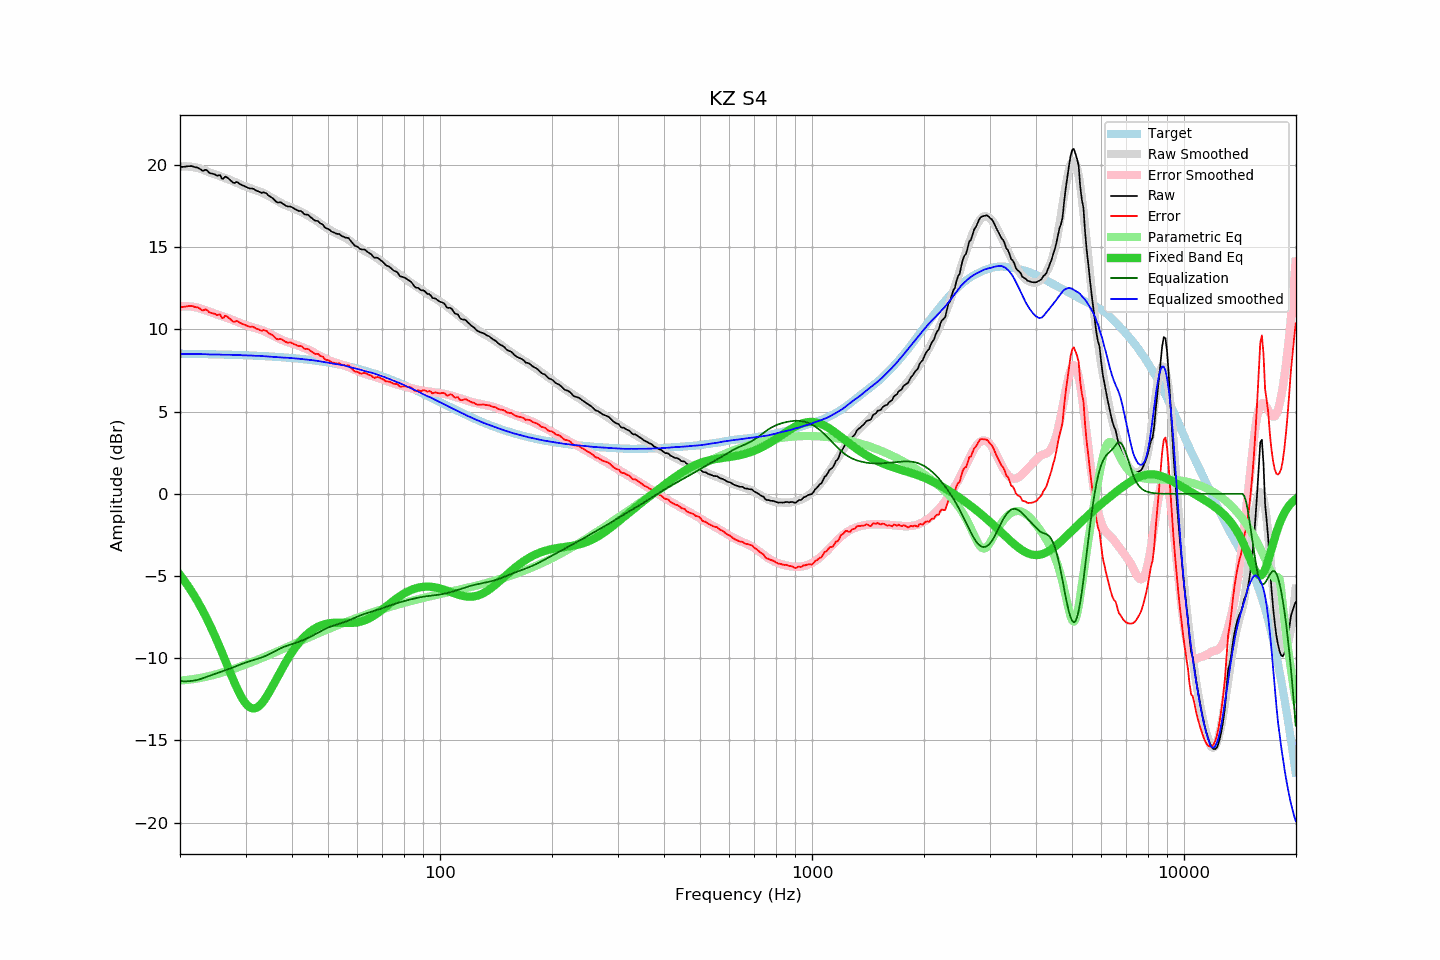 KZ S4
Target
Raw Smoothed
Error Smoothed
Raw
Error
Parametric Eq
Fixed Band Eq
Equalization
Equalized smoothed
20
15
10
5
0
−5
−10
−15
−20
Amplitude (dBr)
100
1000
10000
Frequency (Hz)